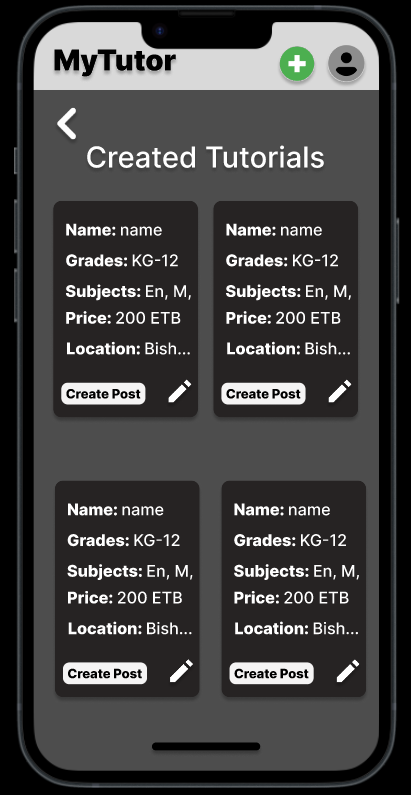 MyTutor
Created Tutorials
Name: name
Grades: KG-12
Subjects: En, M,
Price: 200 ETB
Location: Bish...
Create Post
Name: name
Grades: KG-12
Subjects: En, M,
Price: 200 ETB
Location: Bish...
Create Post
Name: name
Grades: KG-12
Subjects: En, M,
Price: 200 ETB
Location: Bish...
Create Post
Name: name
Grades: KG-12
Subjects: En, M,
Price: 200 ETB
Location: Bish...
Create Post